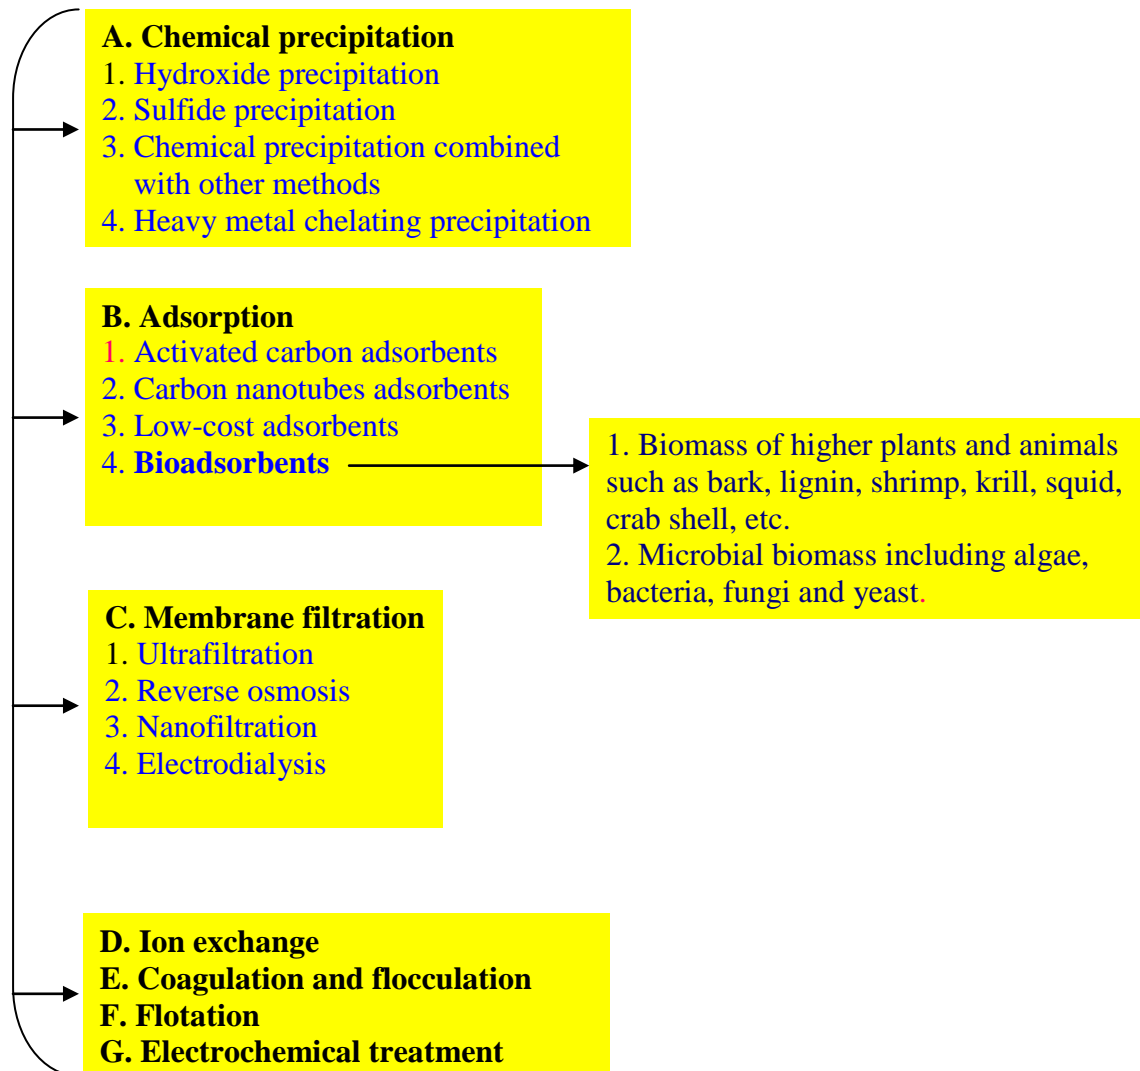 A. Chemical precipitation
1. Hydroxide precipitation
2. Sulfide precipitation
3. Chemical precipitation combined
with other methods
4. Heavy metal chelating precipitation
B. Adsorption
1. Activated carbon adsorbents
2. Carbon nanotubes adsorbents
3. Low-cost adsorbents
4. Bioadsorbents
1. Biomass of higher plants and animals
such as bark, lignin, shrimp, krill, squid,
crab shell, etc.
2. Microbial biomass including algae,
bacteria, fungi and yeast.
C. Membrane filtration
1. Ultrafiltration
2. Reverse osmosis
3. Nanofiltration
4. Electrodialysis
D. Ion exchange
E. Coagulation and flocculation
F. Flotation
G. Electrochemical treatment